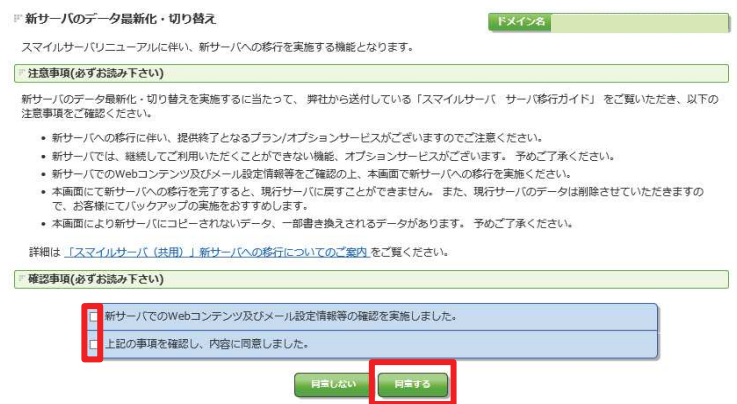 新サーバのデータ最新化・切り替え
ドメイン名
スマイルサーバリニューアルに伴い、新サーバへの移行を実施する機能となります。
注意事項(必ずお読み下さい)
新サーバのデータ最新化・切り替えを実施するに当たって、 弊社から送付している「スマイルサーバ サーバ移行ガイド」 をご覧いただき、以下の
注意事項をご確認ください。
• 新サーバへの移行に伴い、提供終了となるプラン/オプションサービスがございますのでご注意ください。
• 新サーバでは、継続してご利用いただくことができない機能、オプションサービスがございます。 予めご了承ください。
• 新サーバでのWebコンテンツ及びメール設定情報等をご確認の上、本画面で新サーバへの移行を実施ください。
• 本画面にて新サーバへの移行を完了すると、現行サーバに戻すことができません。 また、現行サーバのデータは削除させていただきますの
で、お客様にてバックアップの実施をおすすめします。
• 本画面により新サーバにコピーされないデータ、一部書き換えされるデータがあります。 予めご了承ください。
詳細は 「スマイルサーバ（共用）」新サーバへの移行についてのご案内 をご覧ください。
確認事項(必ずお読み下さい)
新サーバでのWebコンテンツ及びメール設定情報等の確認を実施しました。
上記の事項を確認し、内容に同意しました。
同意しない
同意する